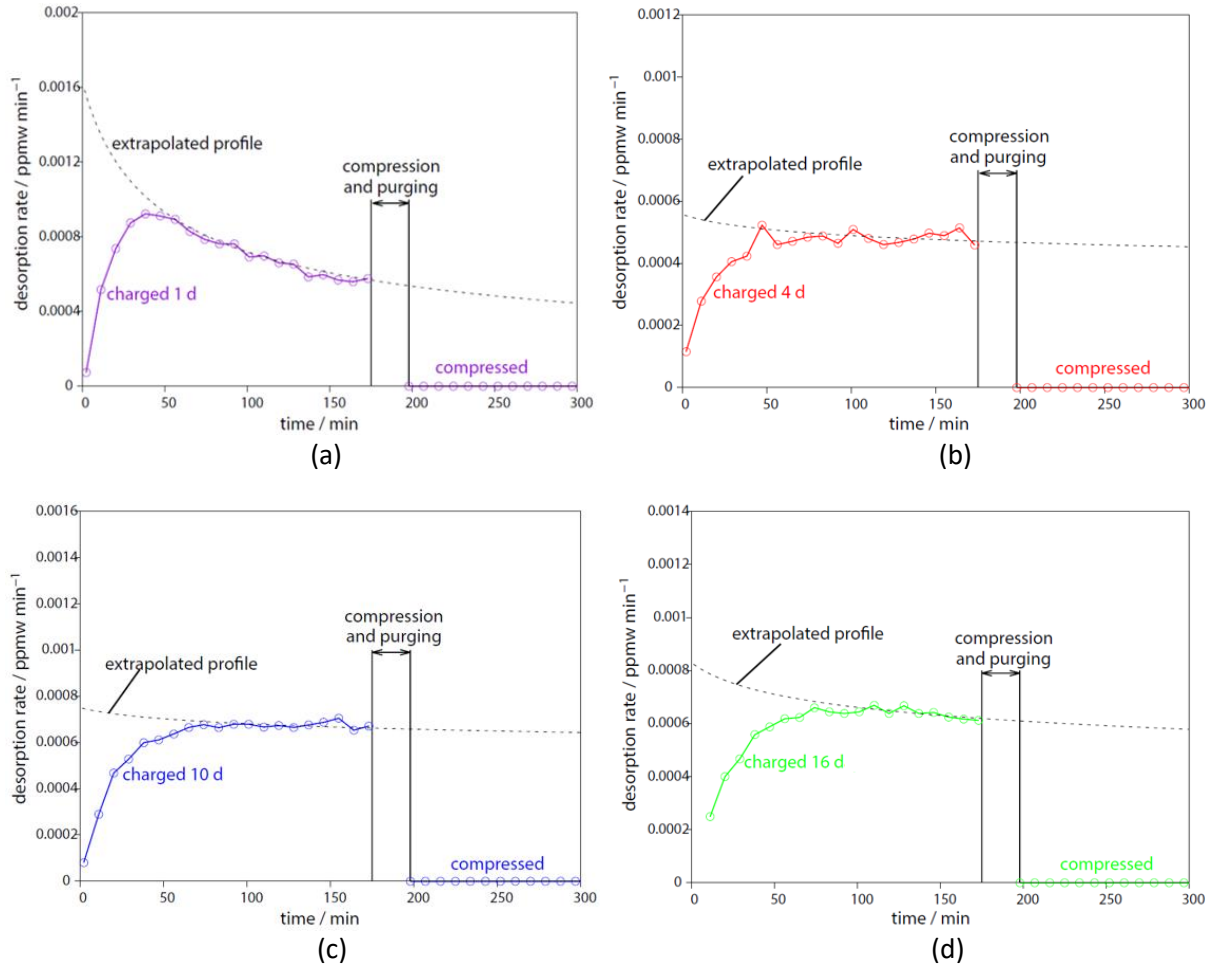 0.002
0.0016
0.0012
0.0008
0.0004
0
desorption rate / ppmw min−1
extrapolated profile
compression
and purging
charged 1 d
compressed
0 50 100 150 200 250 300
time / min
(a)
0.0012
0.001
0.0008
0.0006
0.0004
0.0002
0
desorption rate / ppmw min−1
compression
and purging
extrapolated profile
charged 4 d
compressed
0 50 100 150 200 250 300
time / min
(b)
0.0016
0.0014
0.0012
0.001
0.0008
0.0006
0.0004
0.0002
0
desorption rate / ppmw min−1
compression
and purging
extrapolated profile
charged 10 d
compressed
0 50 100 150 200 250 300
time / min
(c)
0.0014
0.0012
0.001
0.0008
0.0006
0.0004
0.0002
0
desorption rate / ppmw min−1
extrapolated profile
compression
and purging
charged 16 d
compressed
0 50 100 150 200 250 300
time / min
(d)